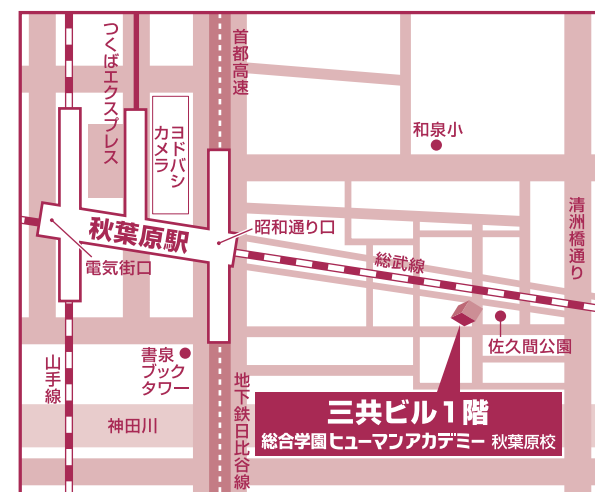 つくばエクスプレス
首都高速
ヨドバシ
カメラ
和泉小
清洲橋通り
秋葉原駅
昭和通り口
電気街口
総武線
山手線
書泉
ブック
タワー
佐久間公園
神田川
地下鉄日比谷線
三共ビル1階
総合学園ヒューマンアカデミー 秋葉原校